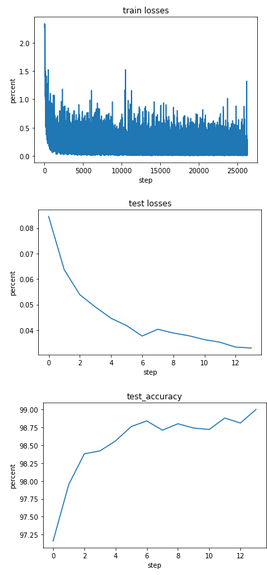 train losses
2.0
1.5
1.0
0.5
0.0
percent
0 5000 10000 15000 20000 25000
step
test losses
0.08
0.07
0.06
0.05
0.04
percent
0 2 4 6 8 10 12
step
test_accuracy
99.00
98.75
98.50
98.25
98.00
97.75
97.50
97.25
percent
0 2 4 6 8 10 12
step